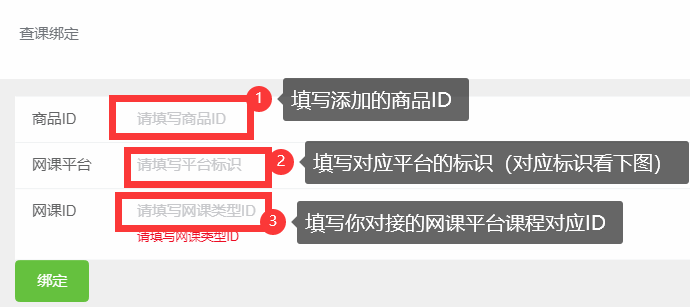 查课绑定
商品ID
请填写商品ID
1
填写添加的商品ID
网课平台
请填写平台标识
2
填写对应平台的标识（对应标识看下图）
网课ID
请填写网课类型ID
3
填写你对接的网课平台课程对应ID
请填写网课类型ID
绑定